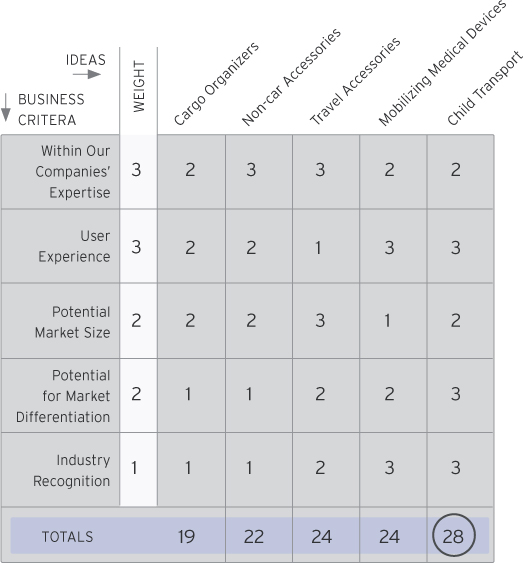 IDEAS
BUSINESS
CRITERA
WEIGHT
Cargo Organizers
Non-car Accessories
Travel Accessories
Mobilizing Medical Devices
Child Transport
Within Our
Companies’
Expertise
3 2 3 3 2 2
User
Experience
3 2 2 1 3 3
Potential
Market Size
2 2 2 3 1 2
Potential
for Market
Differentiation
2 1 1 2 2 3
Industry
Recognition
1 1 1 2 3 3
TOTALS 19 22 24 24 28